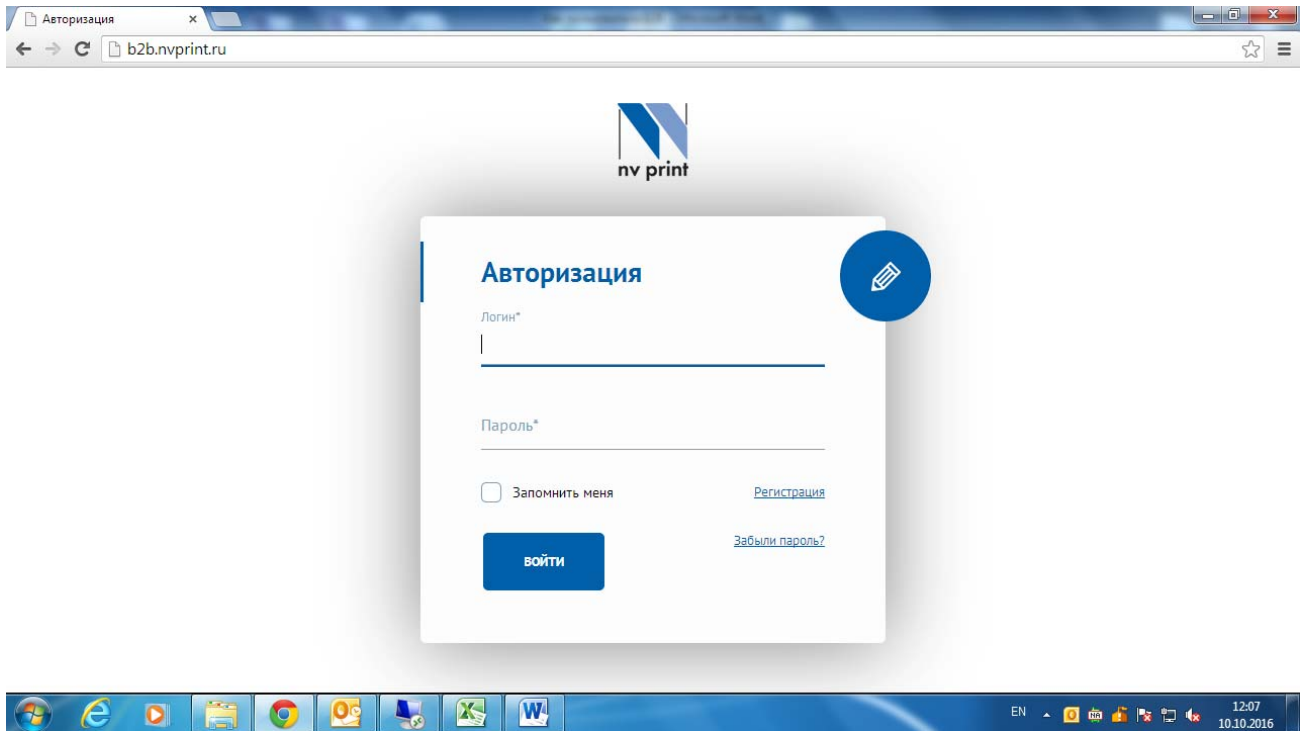 Авторизация
b2b.nvprint.ru
nv print
Авторизация
Логин*
Пароль*
Запомнить меня
Регистрация
Забыли пароль?
ВОЙТИ
EN
12:07
10.10.2016